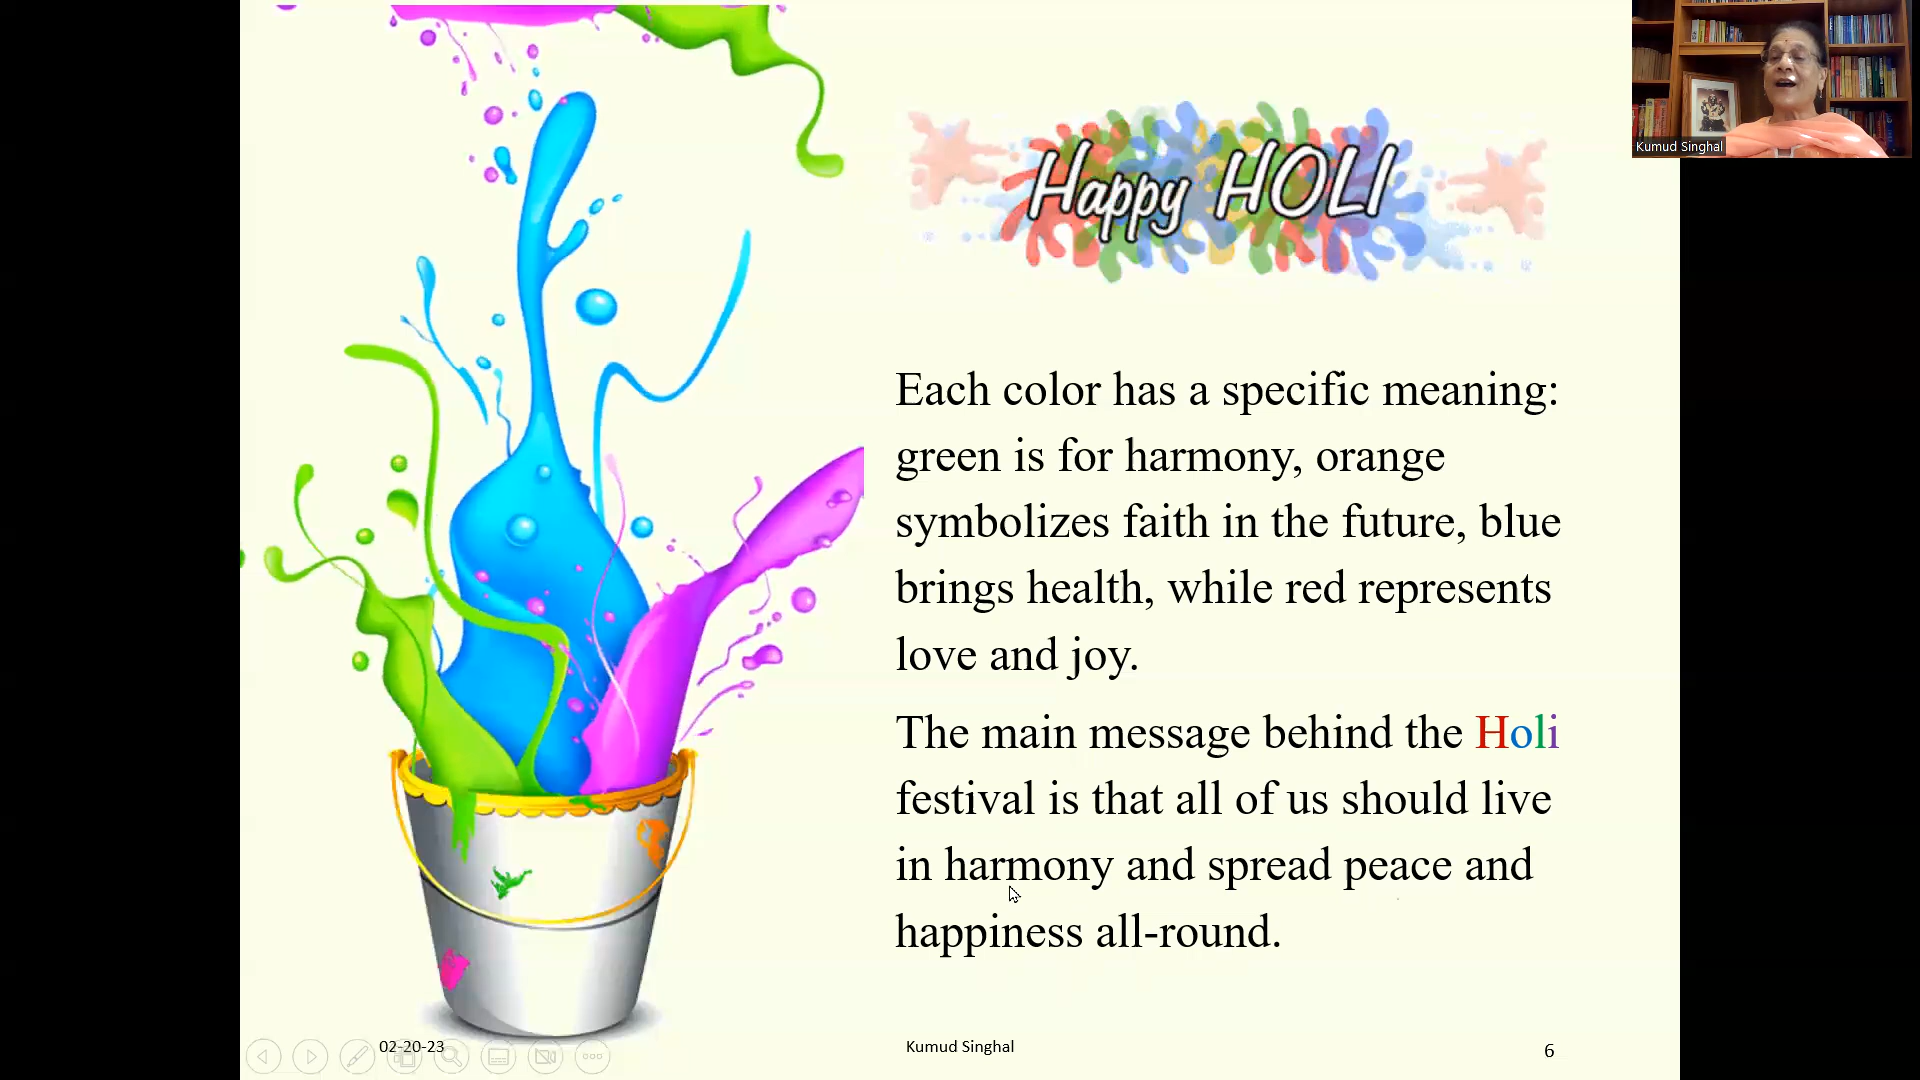 Happy HOLI
Kumud Singhal
Each color has a specific meaning:
green is for harmony, orange
symbolizes faith in the future, blue
brings health, while red represents
love and joy.
The main message behind the Holi
festival is that all of us should live
in harmony and spread peace and
happiness all-round.
02-20-23
Kumud Singhal
6